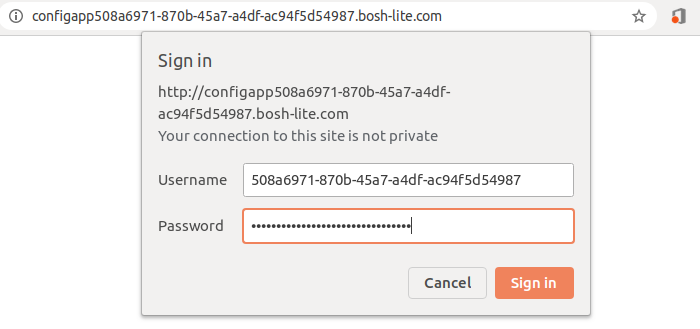 configapp508a6971-870b-45a7-a4df-ac94f5d54987.bosh-lite.com
Sign in
http://configapp508a6971-870b-45a7-a4df-
ac94f5d54987.bosh-lite.com
Your connection to this site is not private
Username 508a6971-870b-45a7-a4df-ac94f5d54987
Password ••••••••••••••••••••••••••••••••
Cancel Sign in